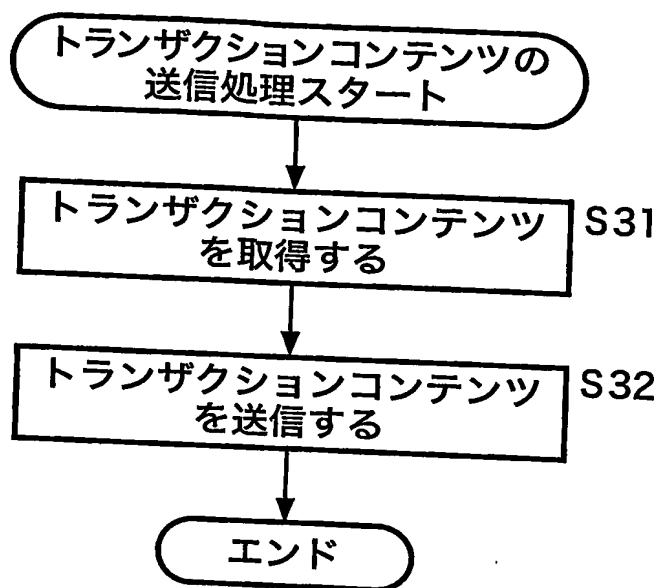 トランザクションコンテンツの
送信処理スタート
トランザクションコンテンツ
を取得する
S31
トランザクションコンテンツ
を送信する
S32
エンド